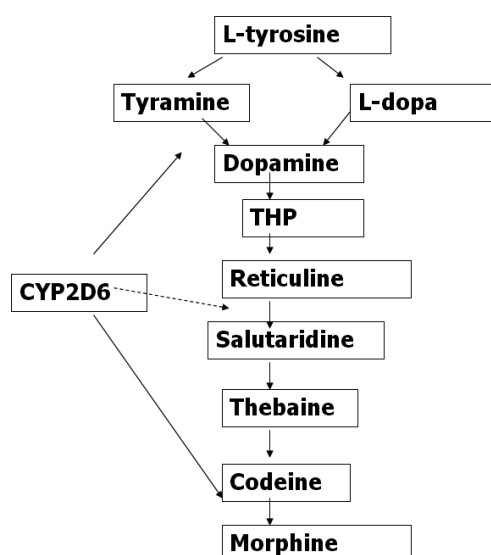 L-tyrosine
Tyramine
L-dopa
Dopamine
THP
Reticuline
CYP2D6
Salutaridine
Thebaine
Codeine
Morphine